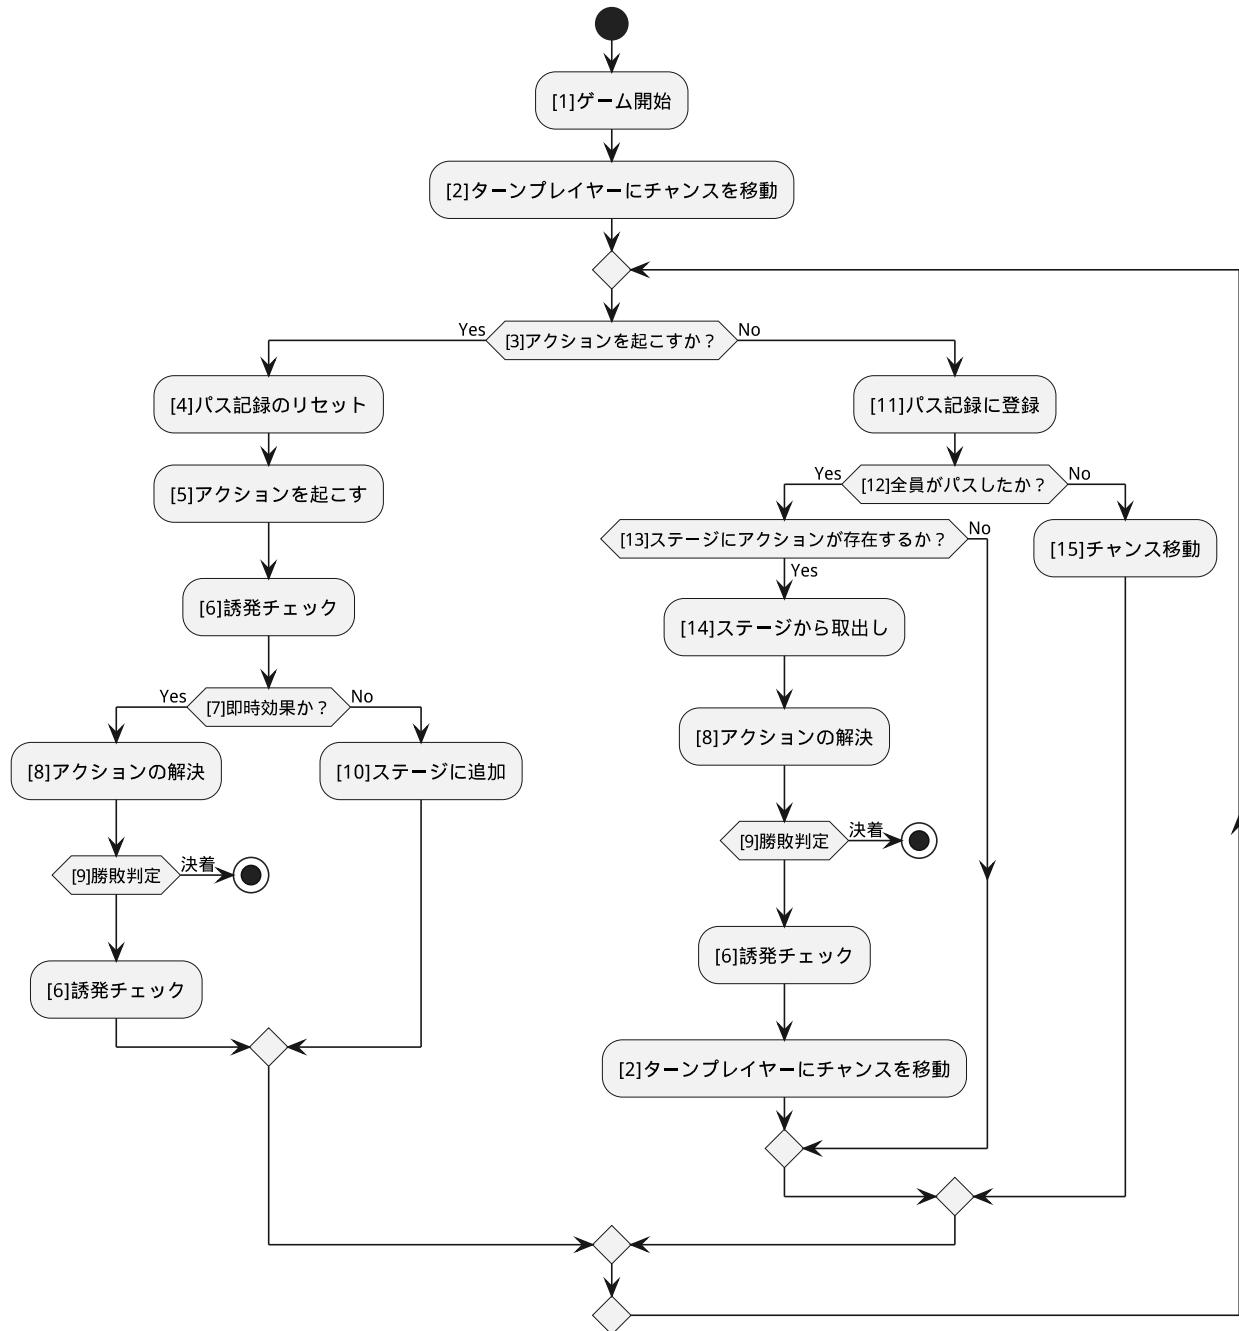 [1]ゲーム開始
[2]ターンプレイヤーにチャンスを移動
[3]アクションを起こすか？
Yes
No
[4]パス記録のリセット
[5]アクションを起こす
[6]誘発チェック
[7]即時効果か？
Yes
No
[8]アクションの解決
[9]勝敗判定
決着
[6]誘発チェック
[10]ステージに追加
[11]パス記録に登録
[12]全員がパスしたか？
Yes
No
[13]ステージにアクションが存在するか？
No
Yes
[14]ステージから取出し
[8]アクションの解決
[9]勝敗判定
決着
[6]誘発チェック
[2]ターンプレイヤーにチャンスを移動
[15]チャンス移動